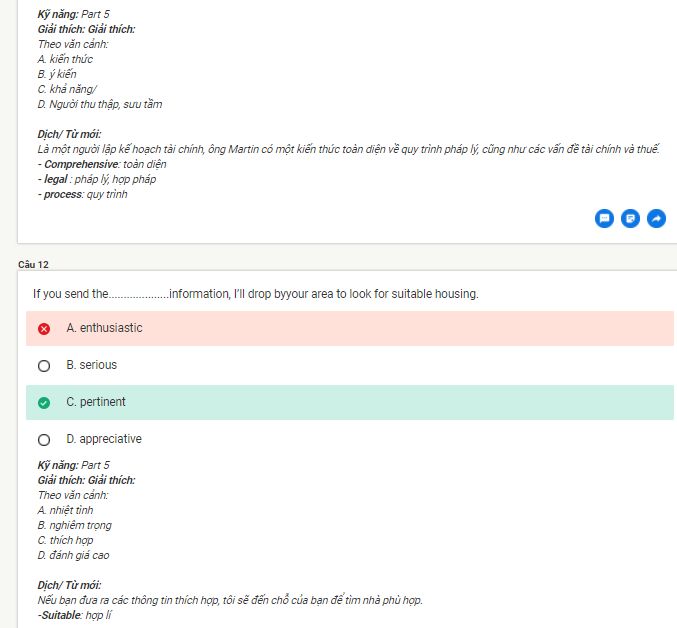 Kỹ năng: Part 5
Giải thích: Giải thích:
Theo văn cảnh:
A. kiến thức
B. ý kiến
C. khả năng/
D. Người thu thập, sưu tầm
Dịch/ Từ mới:
Là một người lập kế hoạch tài chính, ông Martin có một kiến thức toàn diện về quy trình pháp lý, cũng như các vấn đề tài chính và thuế.
- Comprehensive: toàn diện
- legal : pháp lý, hợp pháp
- process: quy trình
Câu 12
If you send the....................information, I'll drop byyour area to look for suitable housing.
A. enthusiastic
B. serious
C. pertinent
D. appreciative
Kỹ năng: Part 5
Giải thích: Giải thích:
Theo văn cảnh:
A. nhiệt tình
B. nghiêm trọng
C. thích hợp
D. đánh giá cao
Dịch/ Từ mới:
Nếu bạn đưa ra các thông tin thích hợp, tôi sẽ đến chỗ của bạn để tìm nhà phù hợp.
-Suitable: hợp lí